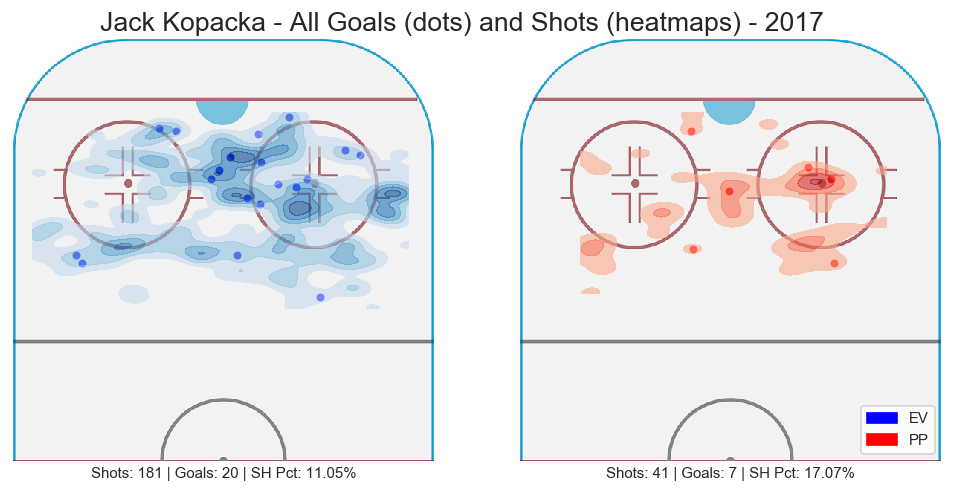 Jack Kopacka - All Goals (dots) and Shots (heatmaps) - 2017
EV
PP
Shots: 181 | Goals: 20 | SH Pct: 11.05%
Shots: 41 | Goals: 7 | SH Pct: 17.07%